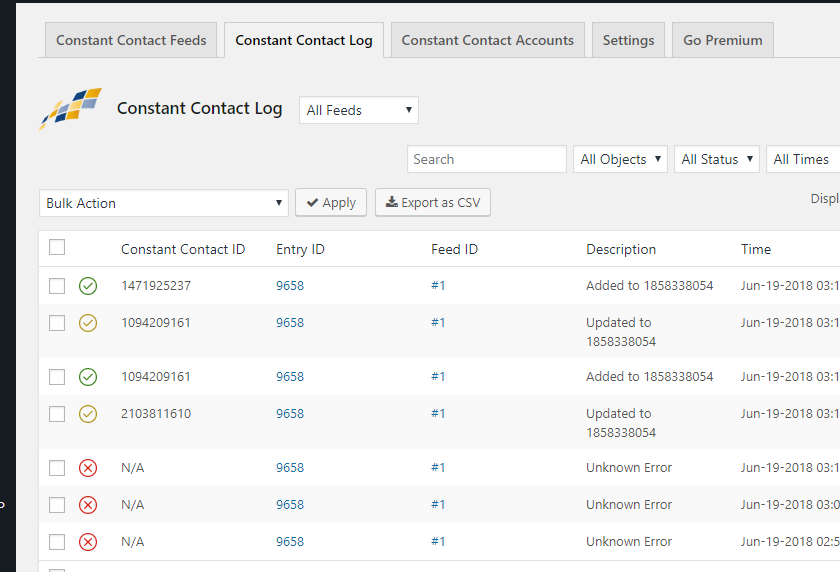 Constant Contact Feeds Constant Contact Log Constant Contact Accounts Settings Go Premium
Constant Contact Log All Feeds
Search All Objects All Status All Times
Bulk Action Apply Export as CSV Displ
Constant Contact ID Entry ID Feed ID Description Time
1471925237 9658 #1 Added to 1858338054 Jun-19-2018 03:1
1094209161 9658 #1 Updated to Jun-19-2018 03:1
1858338054
1094209161 9658 #1 Added to 1858338054 Jun-19-2018 03:1
2103811610 9658 #1 Updated to Jun-19-2018 03:1
1858338054
N/A 9658 #1 Unknown Error Jun-19-2018 03:1
N/A 9658 #1 Unknown Error Jun-19-2018 03:0
N/A 9658 #1 Unknown Error Jun-19-2018 02:5